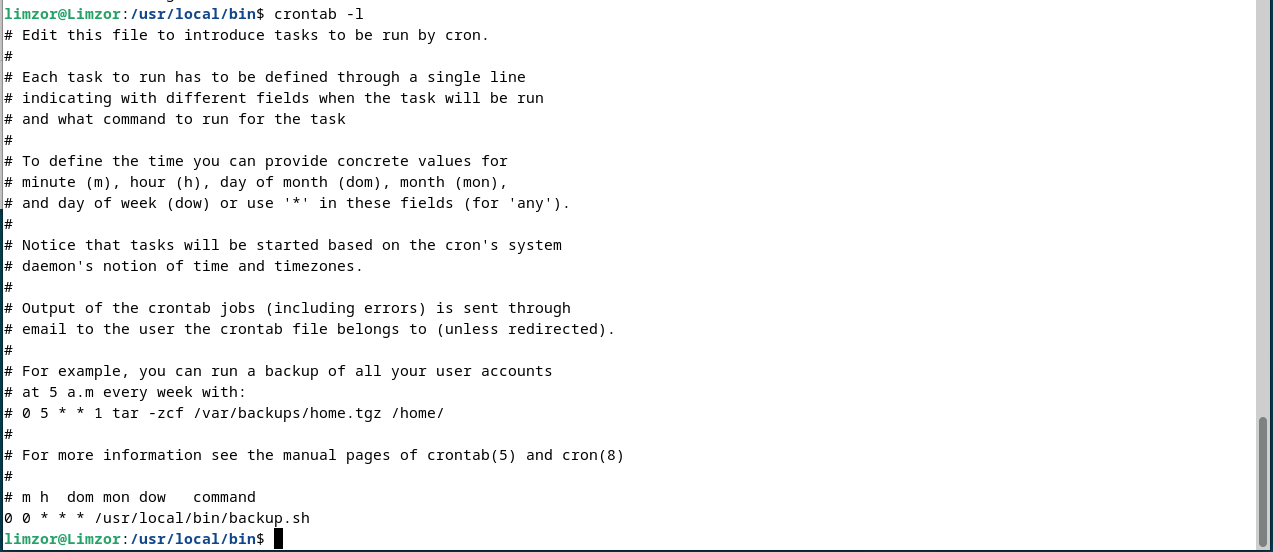 limzor@Limzor:/usr/local/bin$ crontab -l
# Edit this file to introduce tasks to be run by cron.
#
# Each task to run has to be defined through a single line
# indicating with different fields when the task will be run
# and what command to run for the task
#
# To define the time you can provide concrete values for
# minute (m), hour (h), day of month (dom), month (mon),
# and day of week (dow) or use '*' in these fields (for 'any').
#
# Notice that tasks will be started based on the cron's system
# daemon's notion of time and timezones.
#
# Output of the crontab jobs (including errors) is sent through
# email to the user the crontab file belongs to (unless redirected).
#
# For example, you can run a backup of all your user accounts
# at 5 a.m every week with:
# 0 5 * * 1 tar -zcf /var/backups/home.tgz /home/
#
# For more information see the manual pages of crontab(5) and cron(8)
#
# m h  dom mon dow   command
0 0 * * * /usr/local/bin/backup.sh
limzor@Limzor:/usr/local/bin$